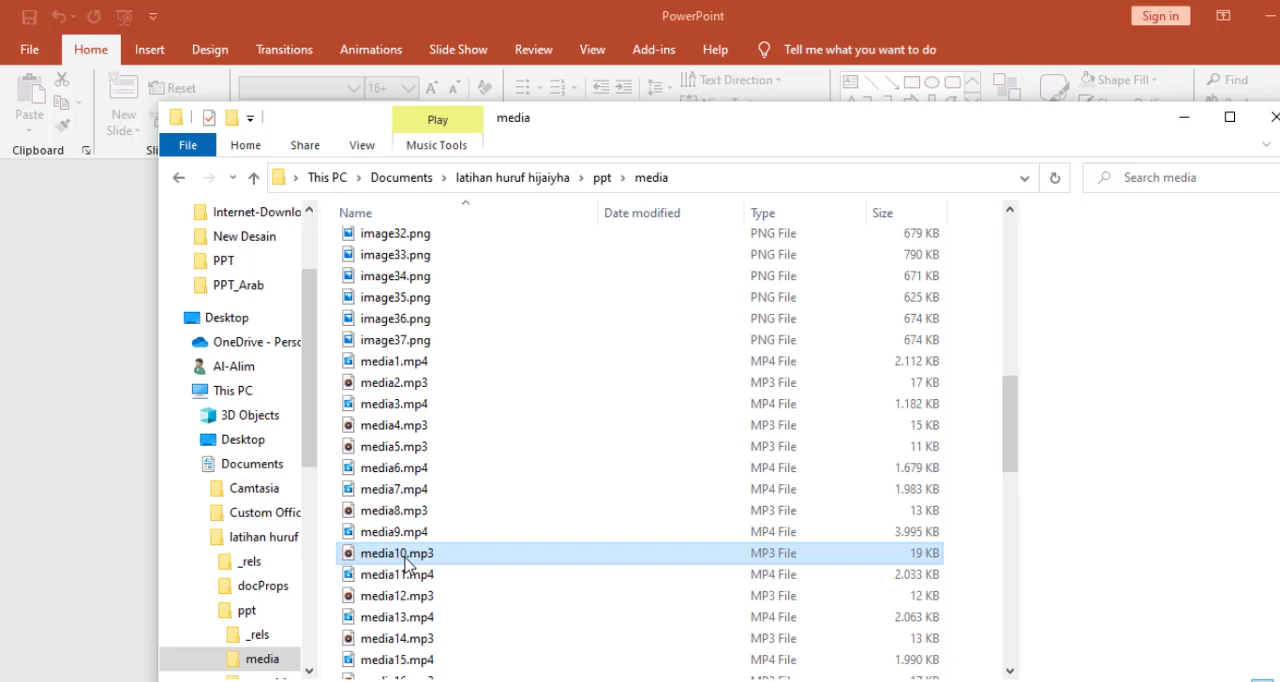 PowerPoint
Sign in
File Home Insert Design Transitions Animations Slide Show Review View Add-ins Help Tell me what you want to do
Paste
New
Slide
Reset
16+
Text Direction
Shape Fill
Find
Clipboard
Play media
File Home Share View Music Tools
This PC > Documents > latihan huruf hijaiyha > ppt > media
Search media
Internet-Downlo
New Desain
PPT
PPT_Arab
Desktop
OneDrive - Perso
Al-Alim
This PC
3D Objects
Desktop
Documents
Camtasia
Custom Offic
latihan huruf
_rels
docProps
ppt
_rels
media
Name Date modified Type Size
image32.png PNG File 679 KB
image33.png PNG File 790 KB
image34.png PNG File 671 KB
image35.png PNG File 625 KB
image36.png PNG File 674 KB
image37.png PNG File 674 KB
media1.mp4 MP4 File 2.112 KB
media2.mp3 MP3 File 17 KB
media3.mp4 MP4 File 1.182 KB
media4.mp3 MP3 File 15 KB
media5.mp3 MP3 File 11 KB
media6.mp4 MP4 File 1.679 KB
media7.mp4 MP4 File 1.983 KB
media8.mp3 MP3 File 13 KB
media9.mp4 MP4 File 3.995 KB
media10.mp3 MP3 File 19 KB
media11.mp4 MP4 File 2.033 KB
media12.mp3 MP3 File 12 KB
media13.mp4 MP4 File 2.063 KB
media14.mp3 MP3 File 13 KB
media15.mp4 MP4 File 1.990 KB